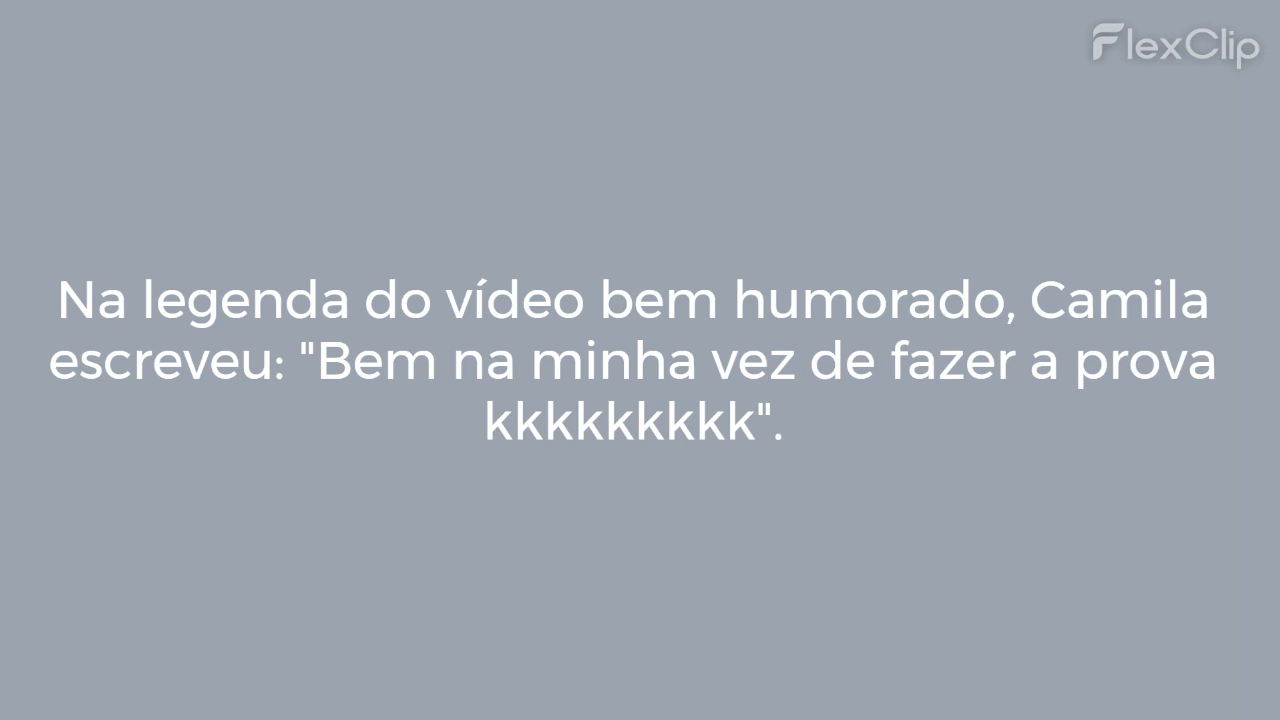 FlexClip
Na legenda do vídeo bem humorado, Camila
escreveu: "Bem na minha vez de fazer a prova
kkkkkkkkk".